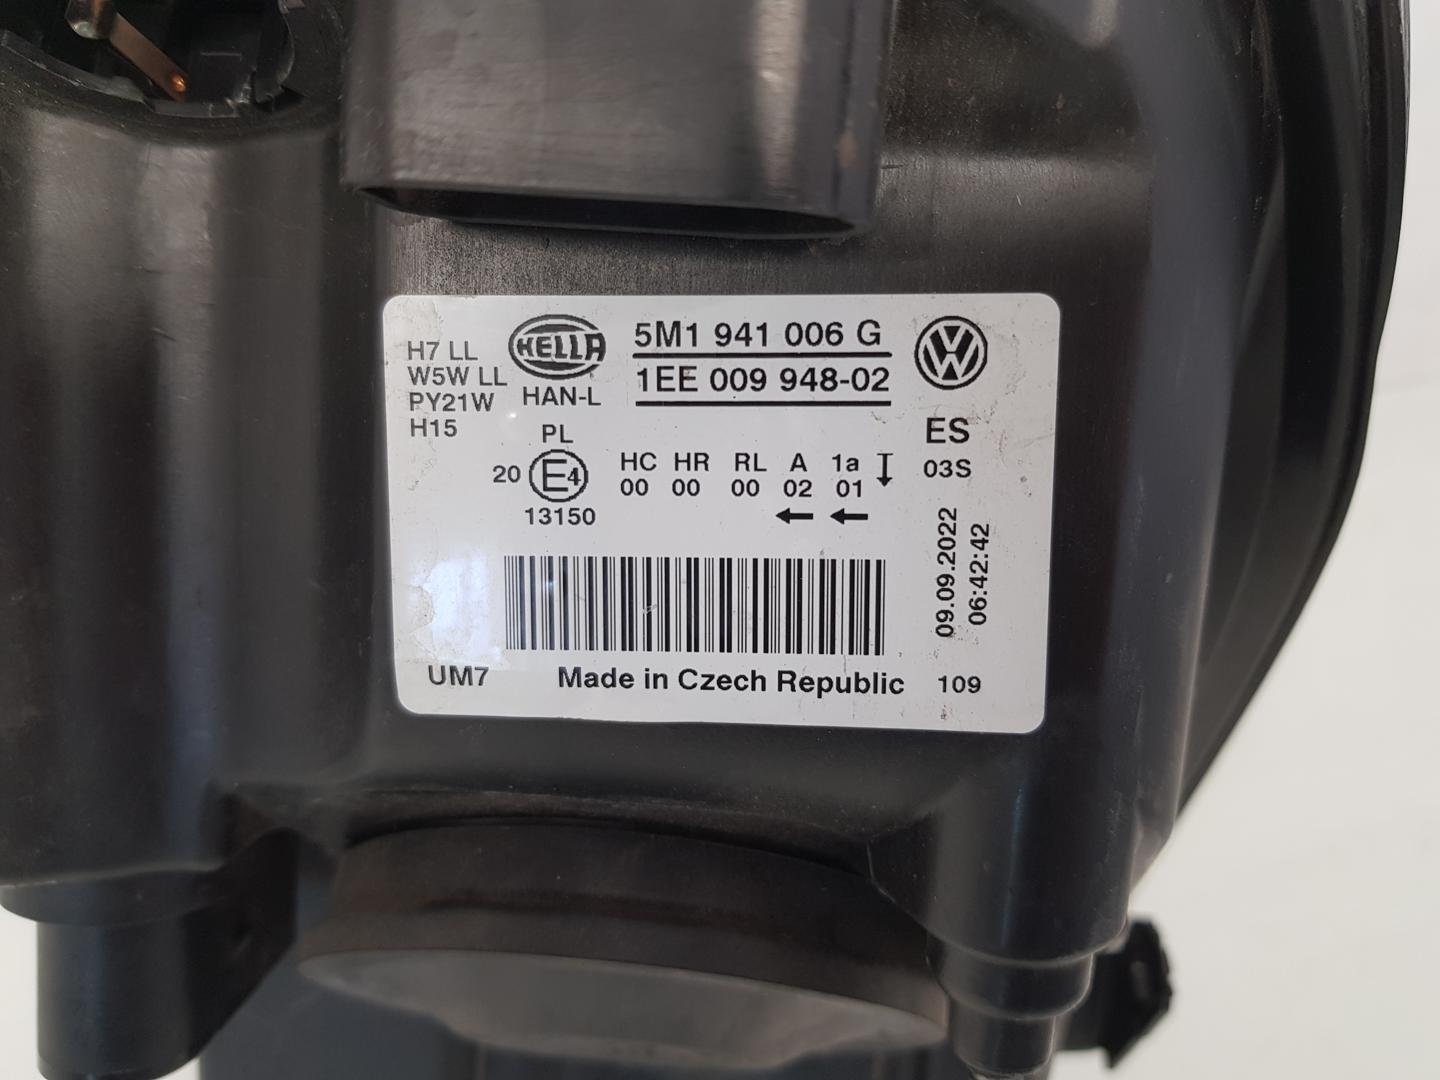 H7 LL
W5W LL
PY21W
H15
HELLA
HAN-L
5M1 941 006 G
1EE 009 948-02
PL
20 E4
13150
HC HR RL A 1a
00 00 00 02 01
ES
03S
09.09.2022
06:42:42
UM7 Made in Czech Republic 109